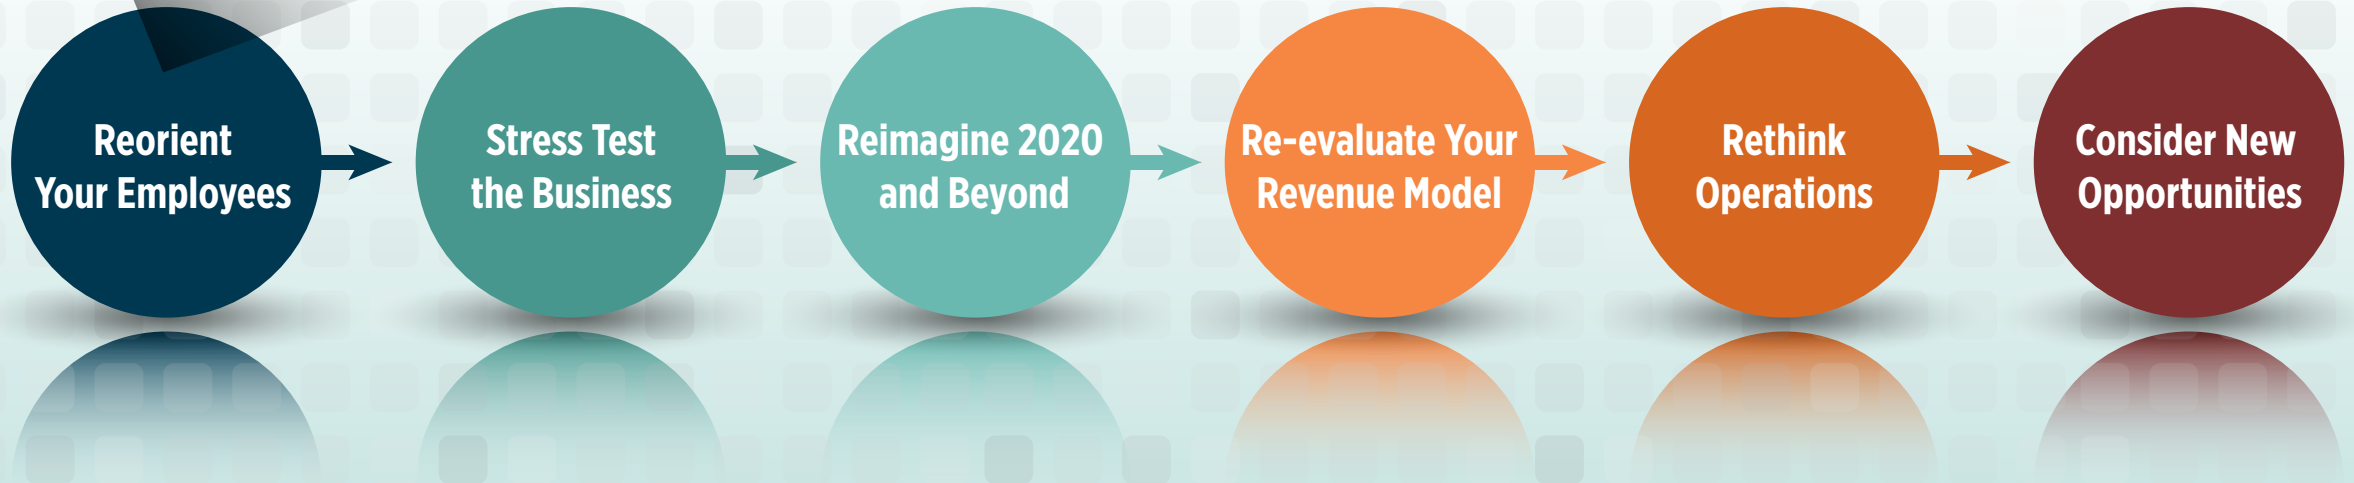 Reorient
Your Employees
Stress Test
the Business
Reimagine 2020
and Beyond
Re-evaluate Your
Revenue Model
Rethink
Operations
Consider New
Opportunities